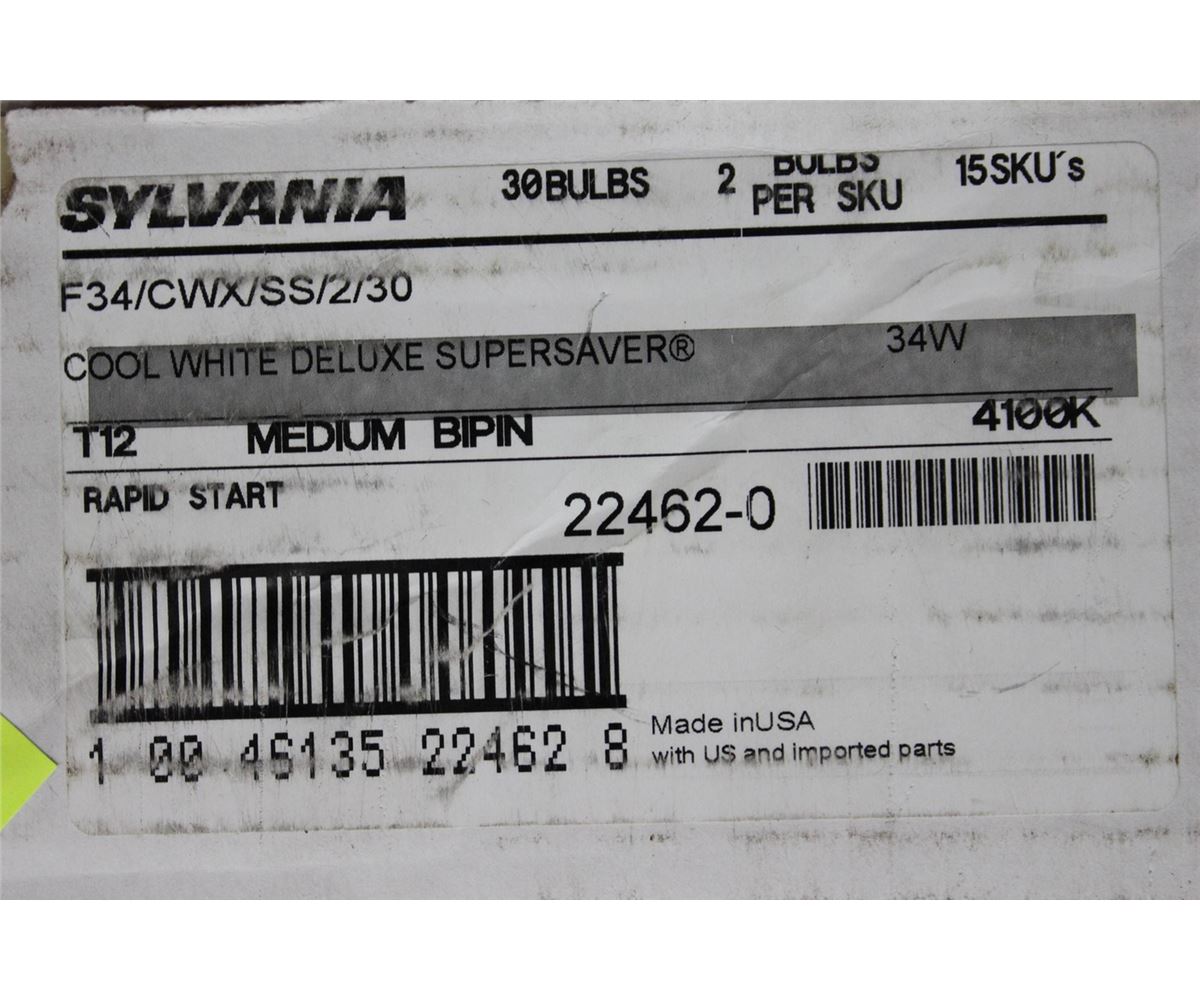 SYLVANIA 30BULBS 2 BULBS PER SKU 15SKU's
F34/CWX/SS/2/30
COOL WHITE DELUXE SUPERSAVER® 34W
T12 MEDIUM BIPIN 4100K
RAPID START 22462-0
1 00 46135 22462 8
Made inUSA
with US and imported parts